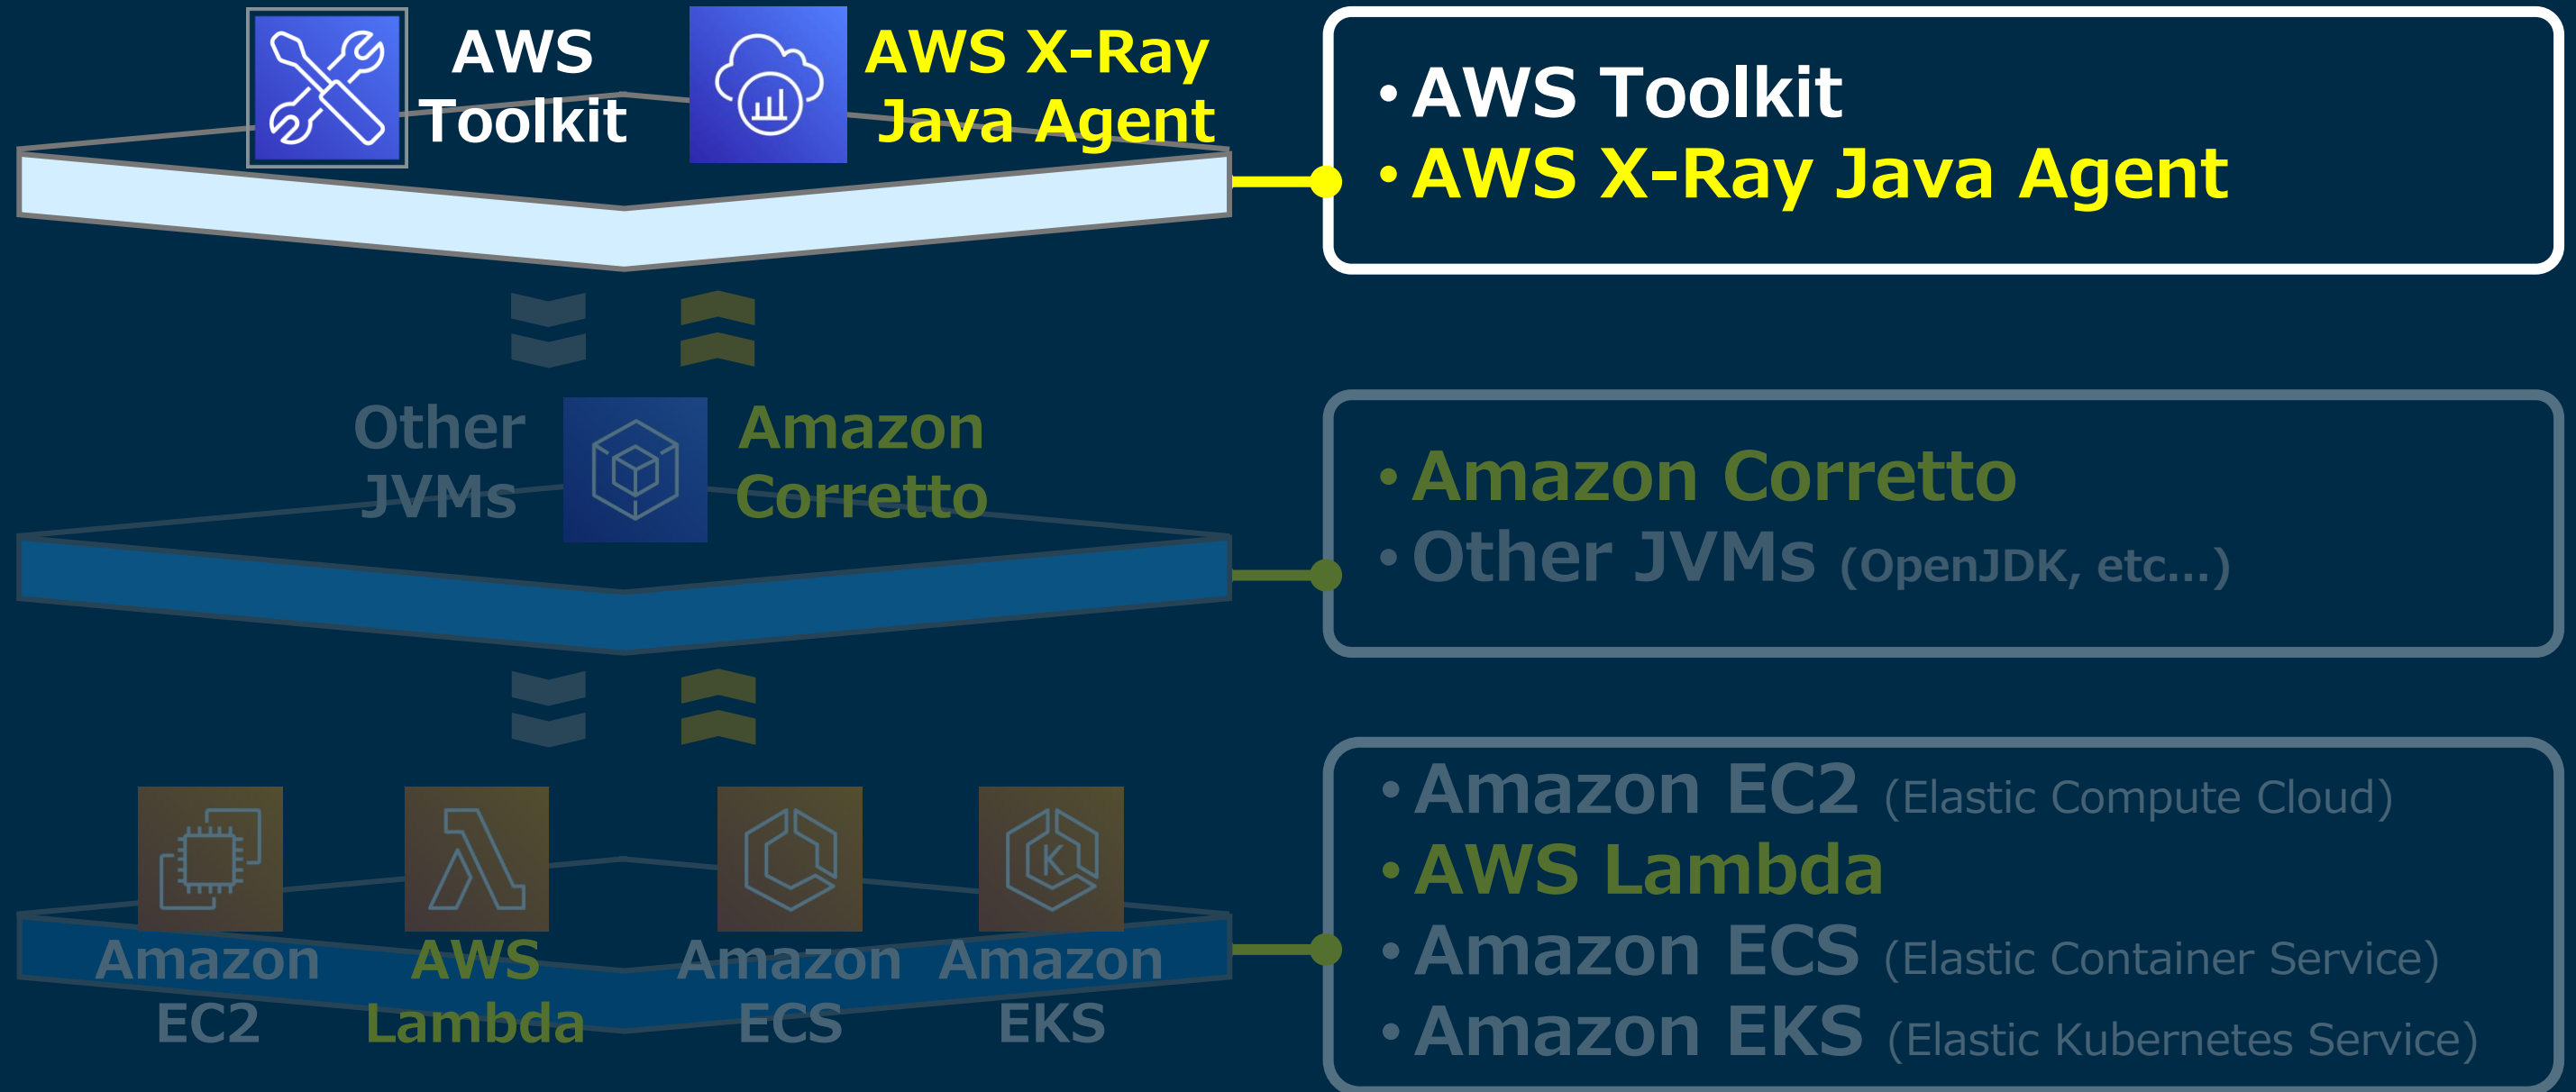 AWS
Toolkit
AWS X-Ray
Java Agent
•AWS Toolkit
•AWS X-Ray Java Agent
Other
JVMs
Amazon
Corretto
•Amazon Corretto
•Other JVMs (OpenJDK, etc...)
Amazon
EC2
AWS
Lambda
Amazon
ECS
K
Amazon
EKS
•Amazon EC2 (Elastic Compute Cloud)
•AWS Lambda
•Amazon ECS (Elastic Container Service)
•Amazon EKS (Elastic Kubernetes Service)